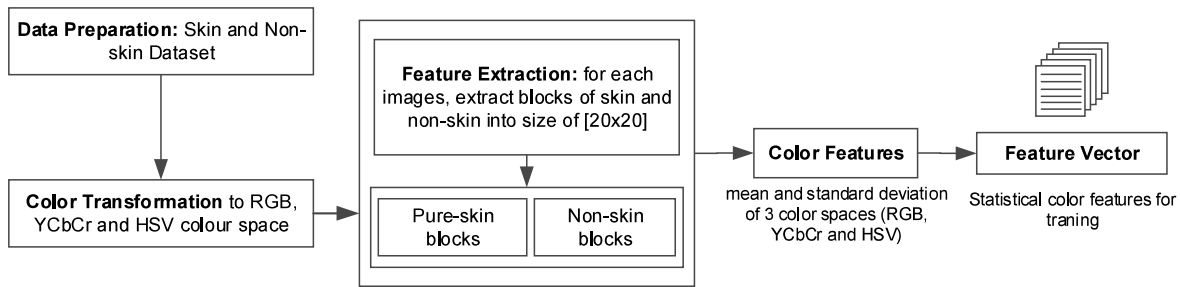 Data Preparation: Skin and Non-
skin Dataset
Color Transformation to RGB,
YCbCr and HSV colour space
Feature Extraction: for each
images, extract blocks of skin and
non-skin into size of [20x20]
Pure-skin
blocks
Non-skin
blocks
Color Features
mean and standard deviation
of 3 color spaces (RGB,
YCbCr and HSV)
Feature Vector
Statistical color features for
traning